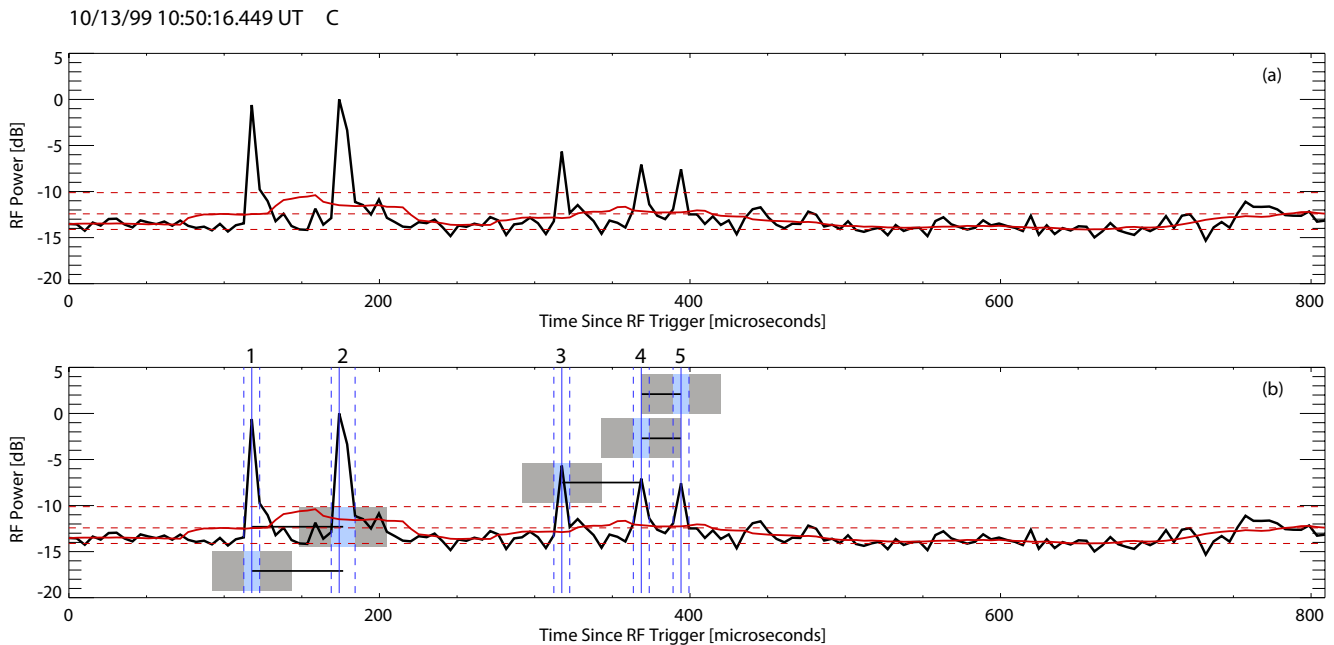 10/13/99 10:50:16.449 UT C
(a)
RF Power [dB]
5
0
-5
-10
-15
-20
0 200 400 600 800
Time Since RF Trigger [microseconds]
1 2 3 4 5
(b)
RF Power [dB]
5
0
-5
-10
-15
-20
0 200 400 600 800
Time Since RF Trigger [microseconds]